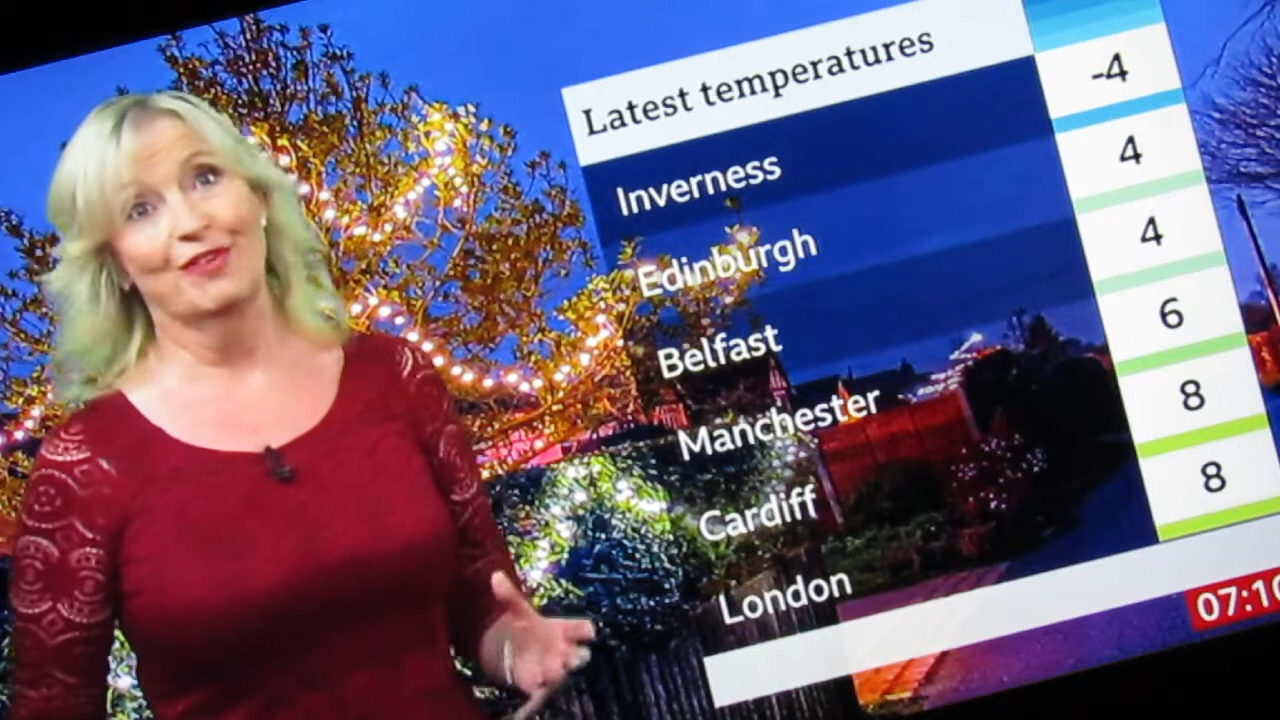 Latest temperatures
Inverness -4
Edinburgh 4
Belfast 4
Manchester 6
Cardiff 8
London 8
07:10